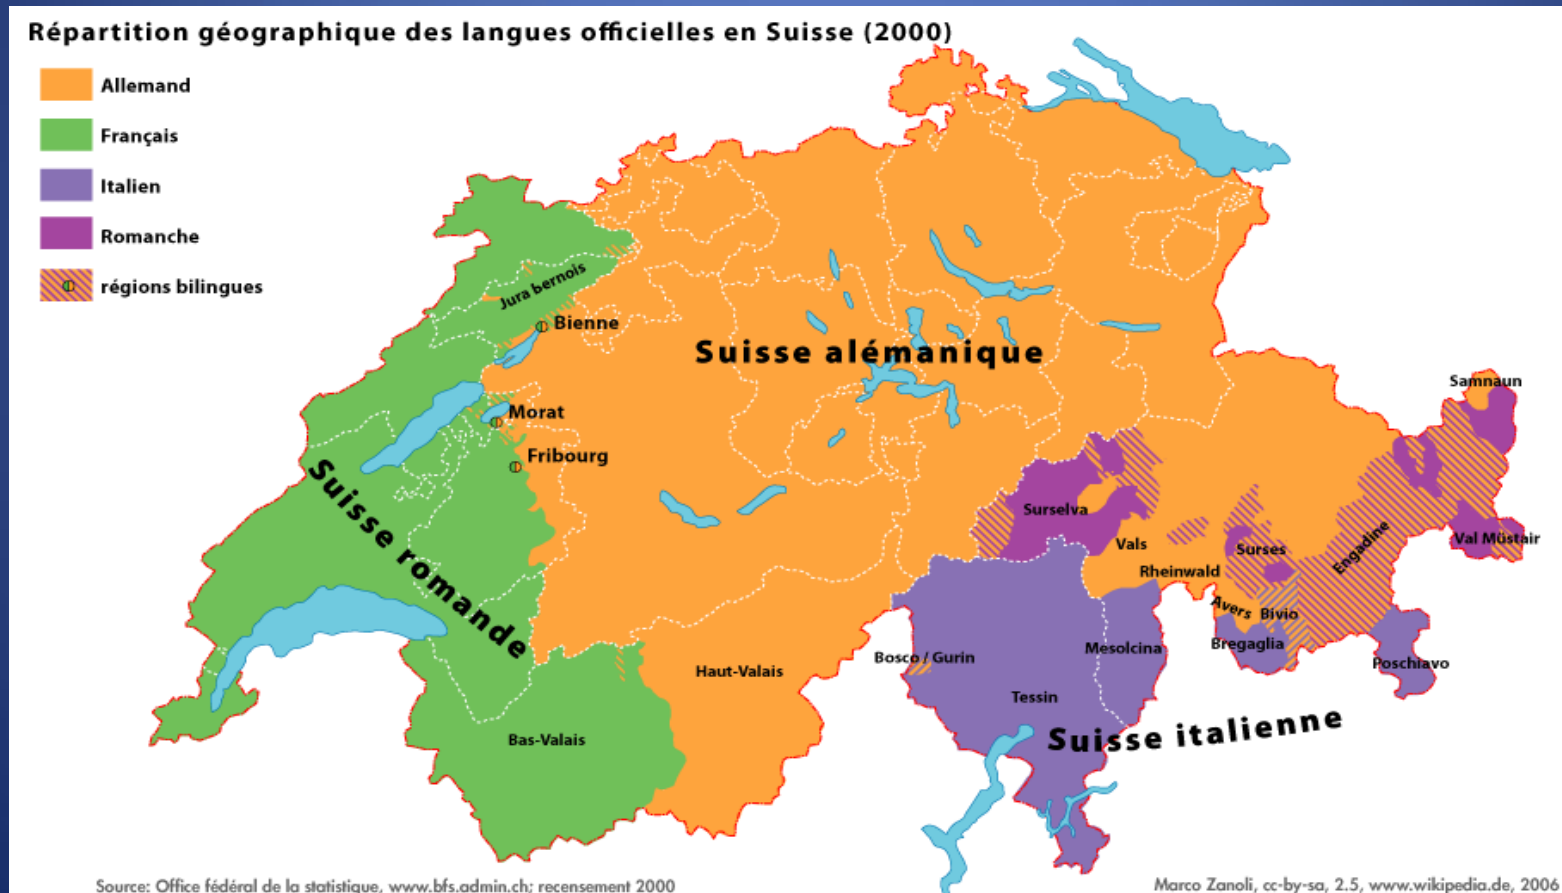 Répartition géographique des langues officielles en Suisse (2000)
Allemand
Français
Italien
Romanche
régions bilingues
Jura bernois
Bienne
Suisse alémanique
Samnaun
Morat
Fribourg
Suisse romande
Surselva
Vals
Surses
Engadine
Val Müstair
Rheinwald
Avers
Bivio
Bregaglia
Poschiavo
Bosco / Gurin
Mesolcina
Haut-Valais
Tessin
Suisse italienne
Bas-Valais
Source: Office fédéral de la statistique, www.bfs.admin.ch; recensement 2000
Marco Zanoli, cc-by-sa, 2.5, www.wikipedia.de, 2006